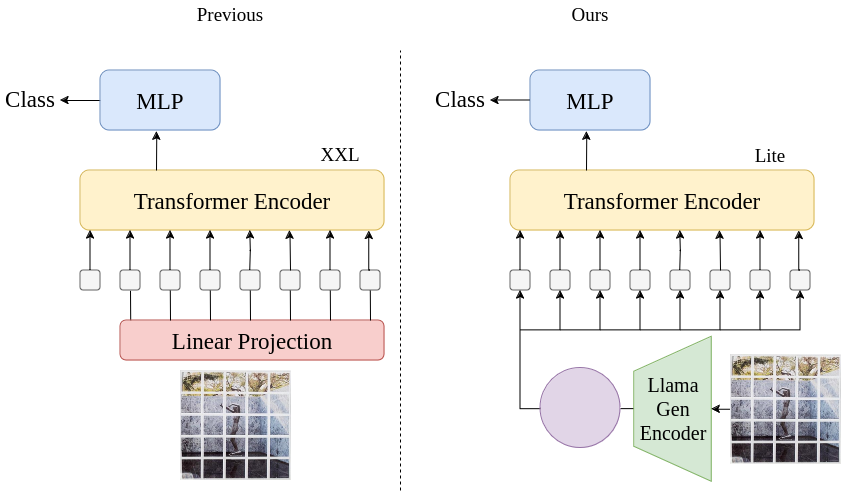 Previous
Class
MLP
XXL
Transformer Encoder
Linear Projection
Ours
Class
MLP
Lite
Transformer Encoder
Llama
Gen
Encoder